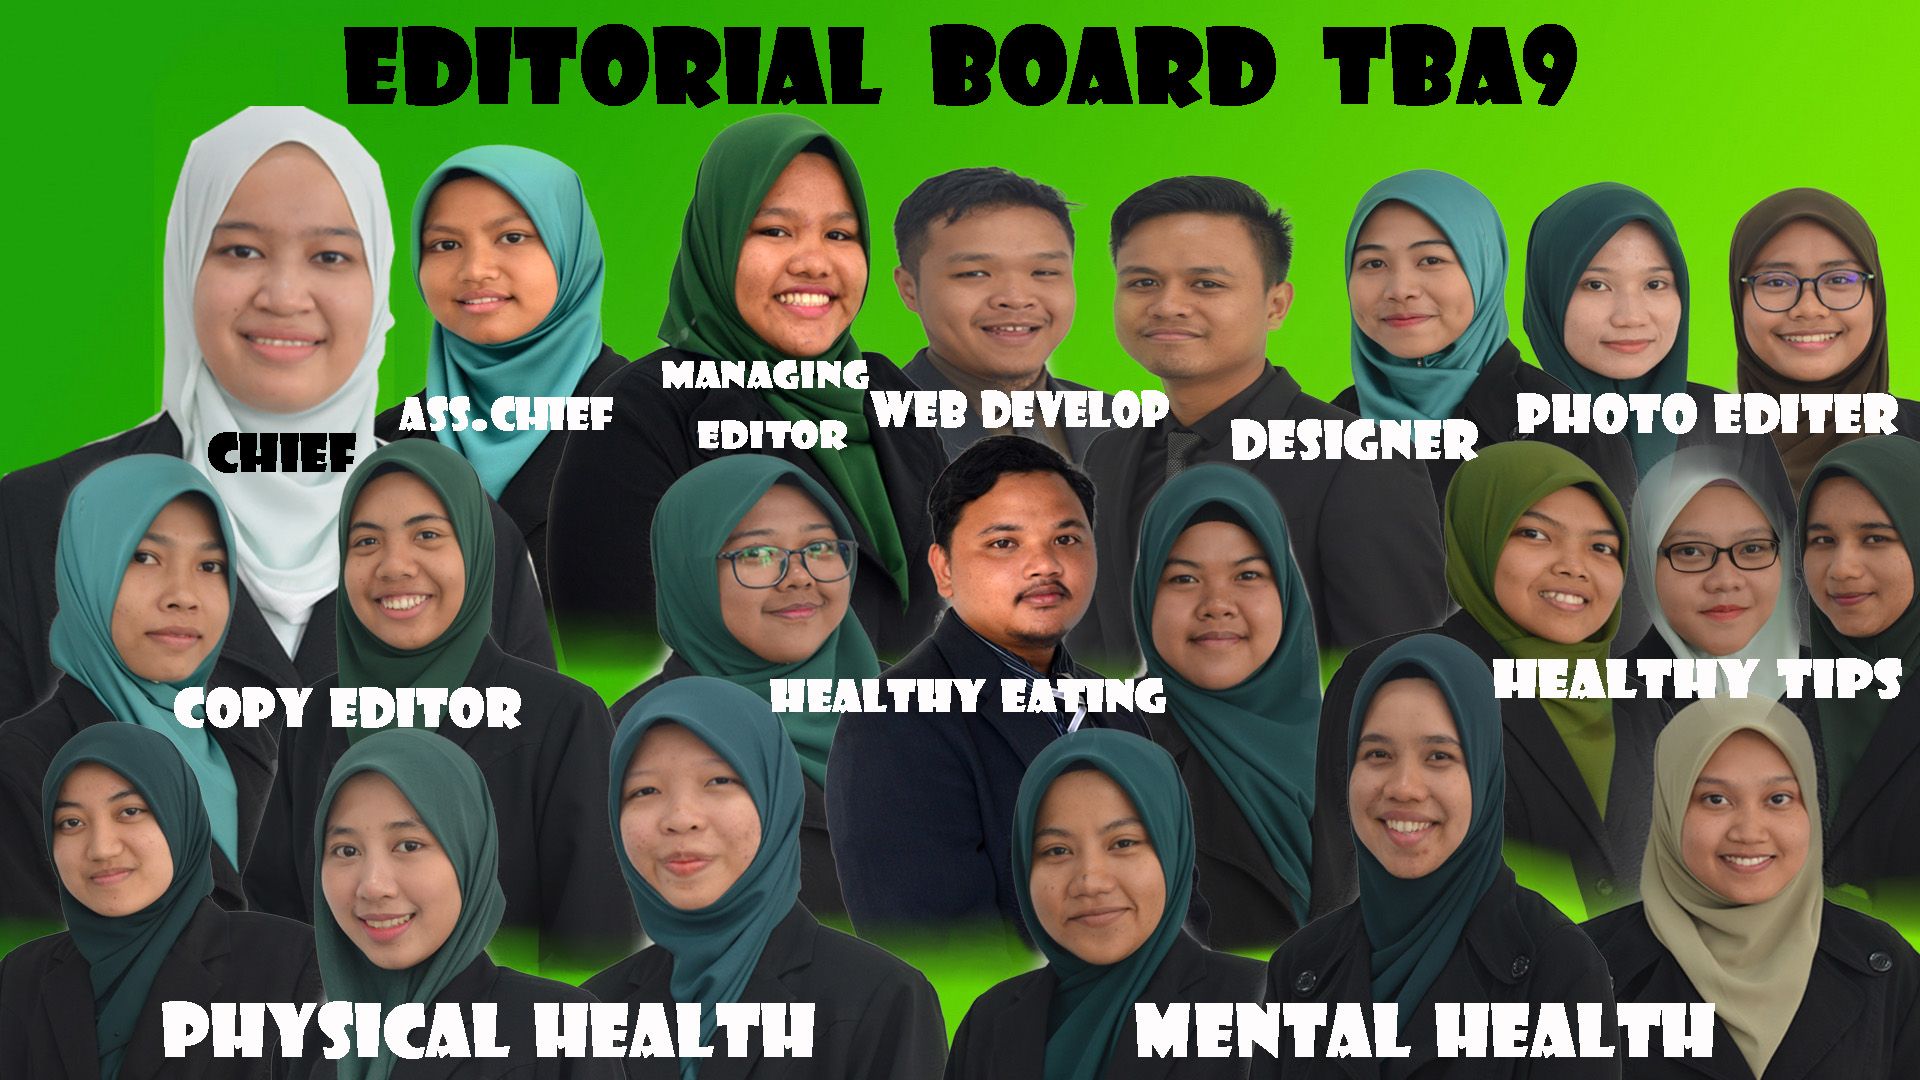 EDITORIAL BOARD TBA9
CHIEF
ASS.CHIEF
MANAGING
EDITOR
WEB DEVELOP
DESIGNER
PHOTO EDITER
COPY EDITOR
HEALTHY EATING
HEALTHY TIPS
PHYSICAL HEALTH
MENTAL HEALTH